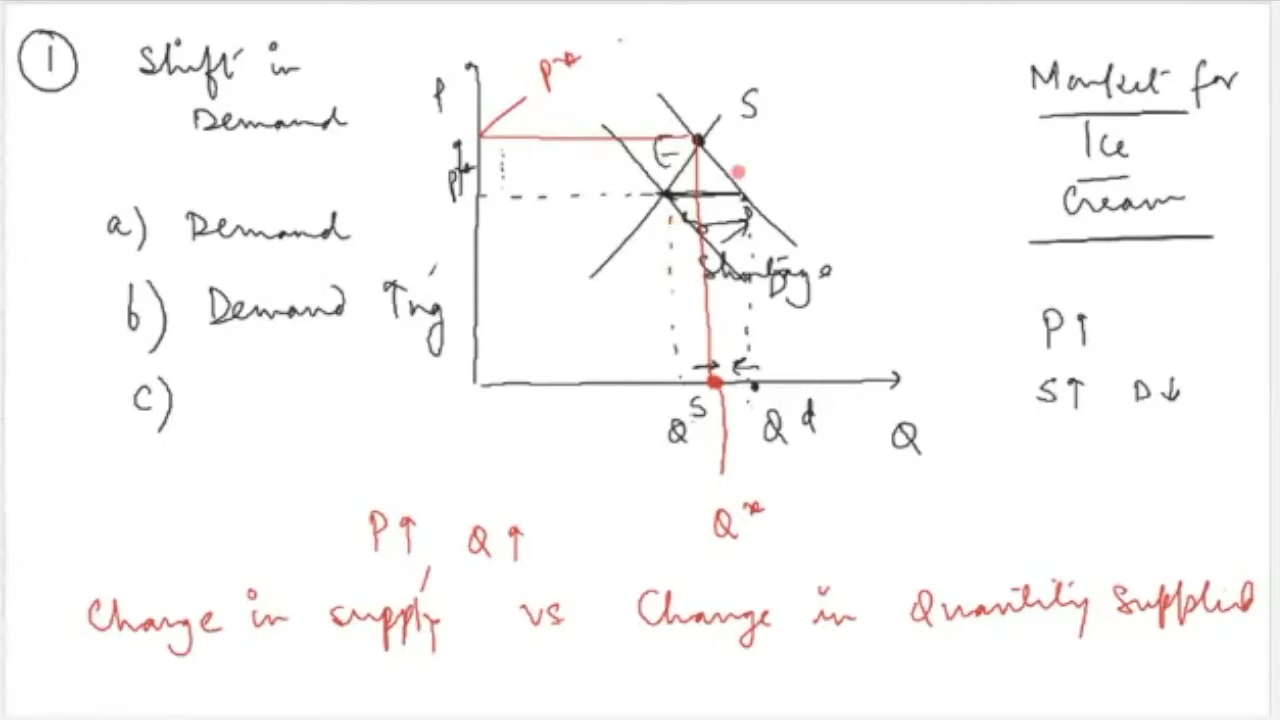 1 Shift in
Demand
a) Demand
b) Demand ↑ng
c)
P
P*
P*
E
S
Shortage
Q^S
Q^d
Q
Q*
Market for
Ice
Cream
P↑
S↑ D↓
P↑ Q↑
Change in supply vs Change in Quantity Supplied